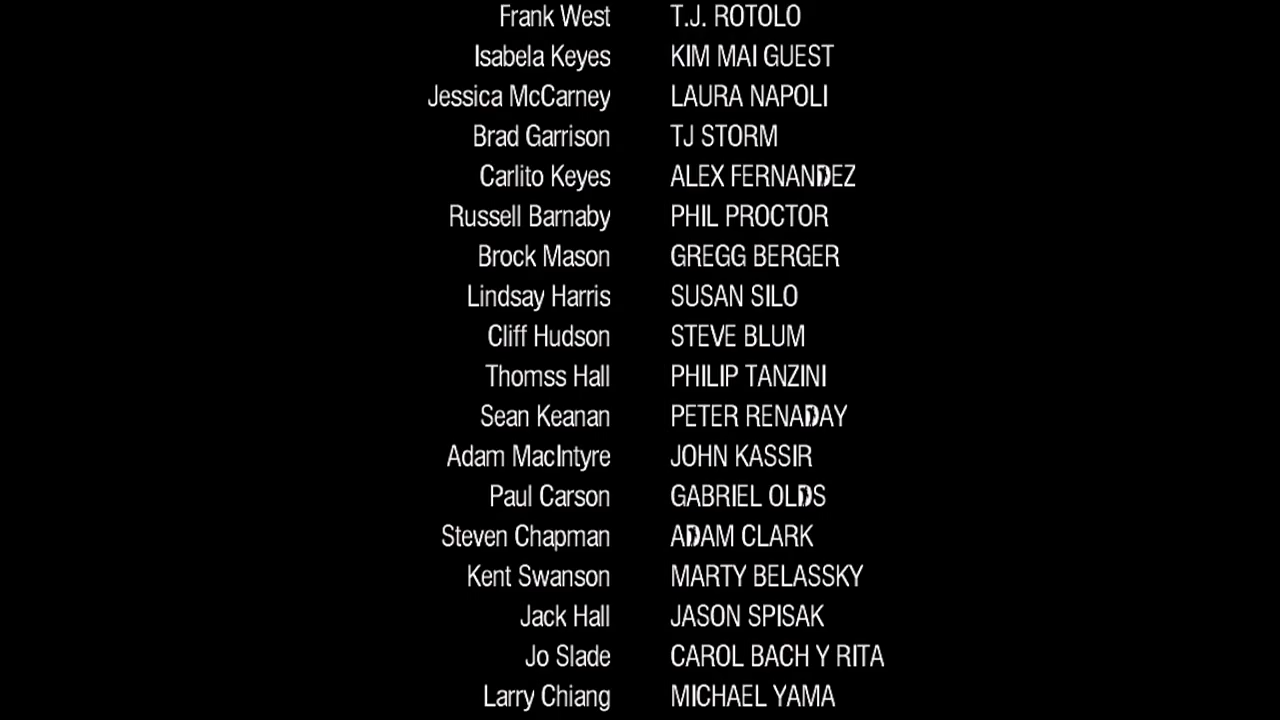 Frank West T.J. ROTOLO
Isabela Keyes KIM MAI GUEST
Jessica McCarney LAURA NAPOLI
Brad Garrison TJ STORM
Carlito Keyes ALEX FERNANDEZ
Russell Barnaby PHIL PROCTOR
Brock Mason GREGG BERGER
Lindsay Harris SUSAN SILO
Cliff Hudson STEVE BLUM
Thomss Hall PHILIP TANZINI
Sean Keanan PETER RENADAY
Adam MacIntyre JOHN KASSIR
Paul Carson GABRIEL OLDS
Steven Chapman ADAM CLARK
Kent Swanson MARTY BELASSKY
Jack Hall JASON SPISAK
Jo Slade CAROL BACH Y RITA
Larry Chiang MICHAEL YAMA